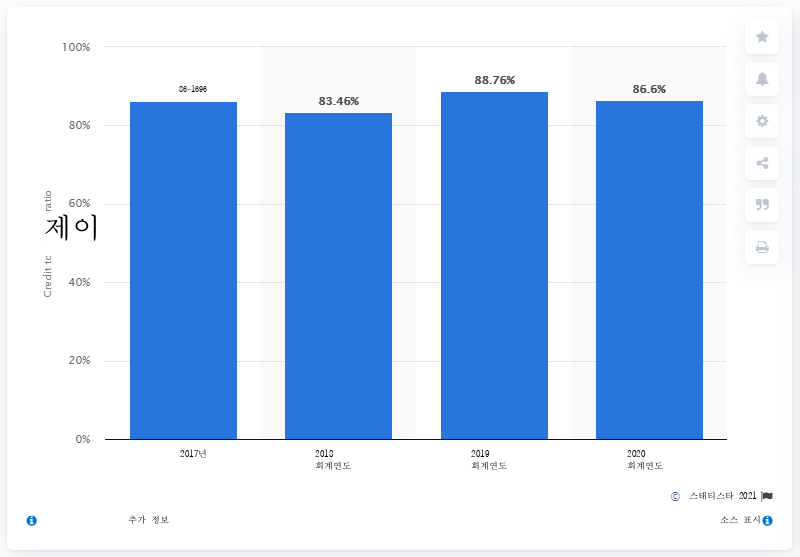 100%
80%
60%
40%
20%
0%
Credit to
제이
ratio
86-1696
83.46%
88.76%
86.6%
2017년
2018
회계연도
2019
회계연도
2020
회계연도
© 스태티스타 2021
추가 정보
소스 표시